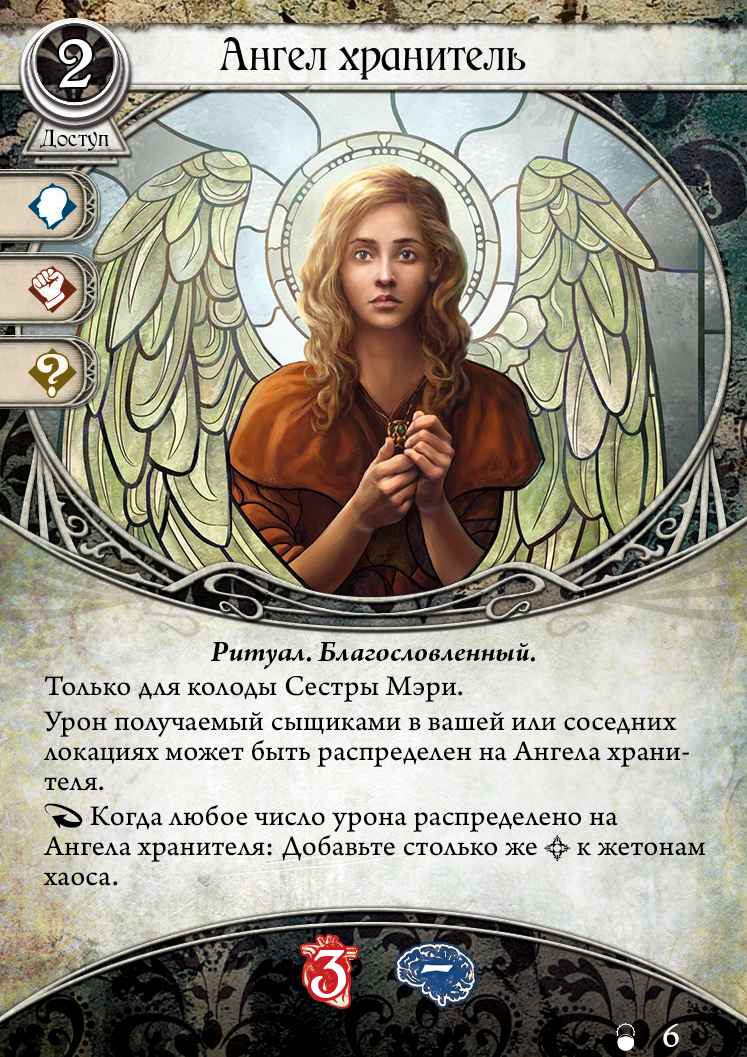 2
Ангел хранитель
Доступ
?
Ритуал. Благословленный.
Только для колоды Сестры Мэри.
Урон получаемый сыщиками в вашей или соседних
локациях может быть распределен на Ангела храни-
теля.
Когда любое число урона распределено на
Ангела хранителя: Добавьте столько же к жетонам
хаоса.
3 -
6